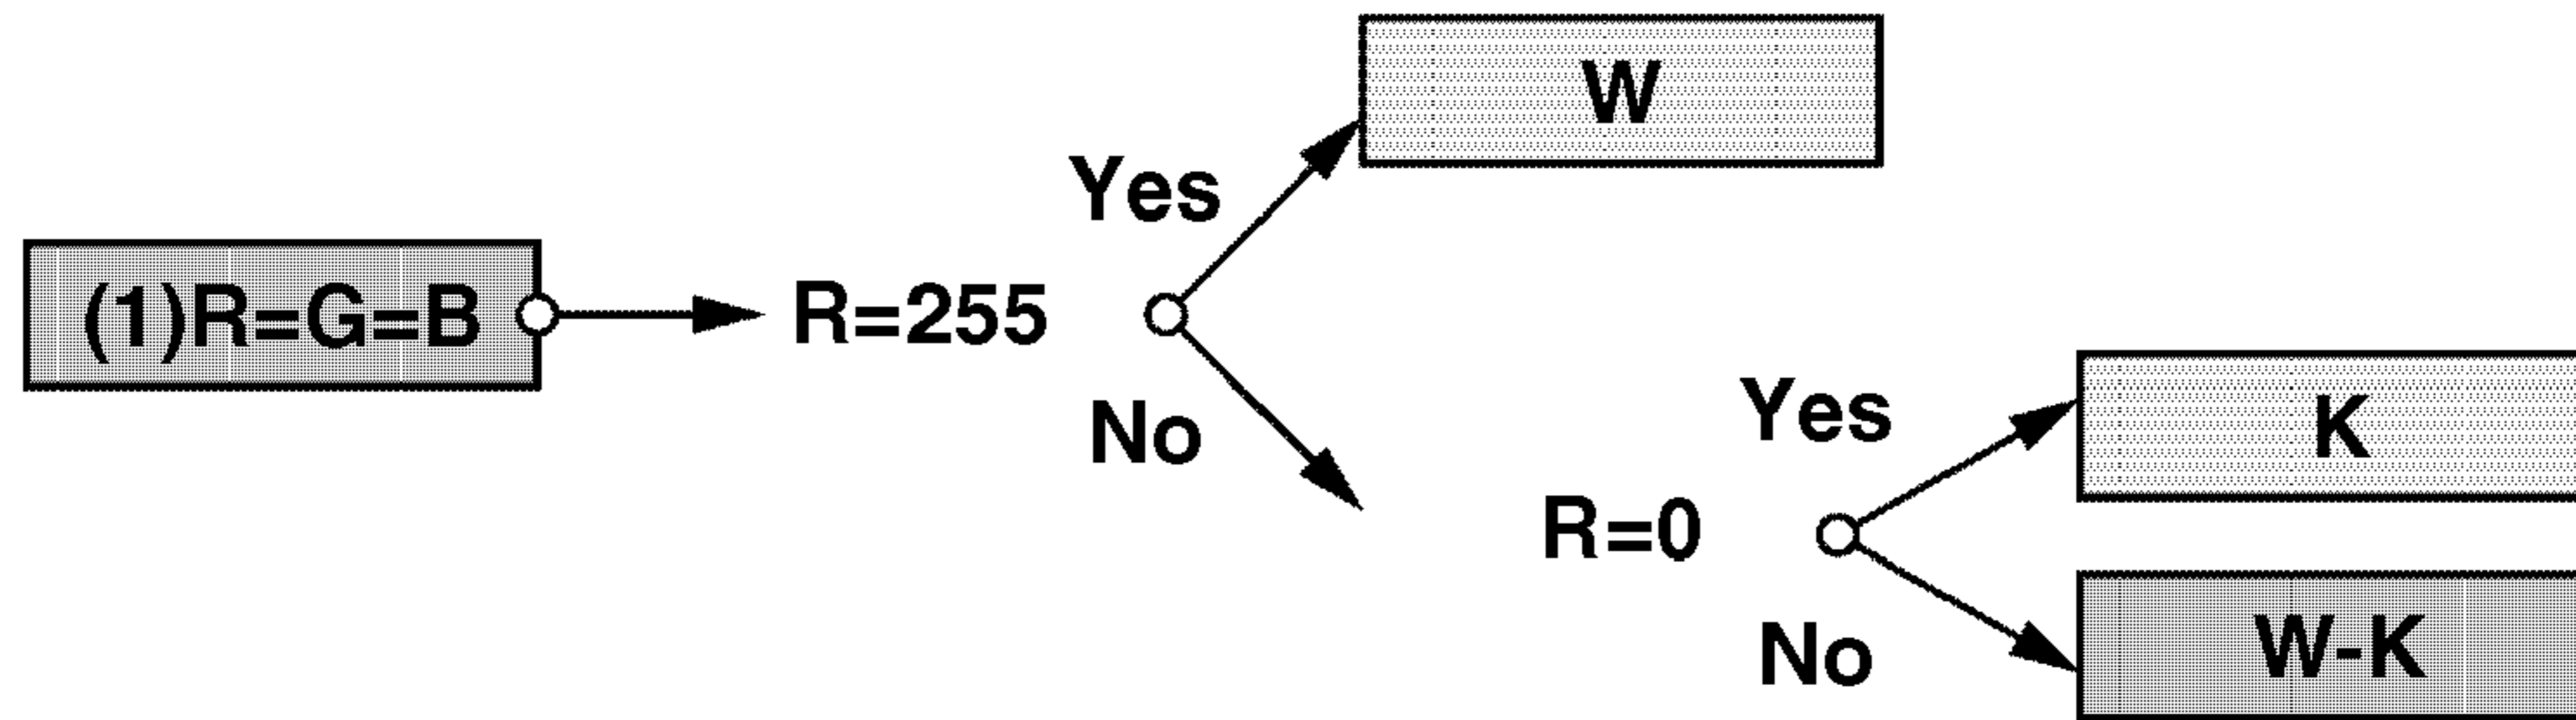 W
Yes
(1)R=G=B
R=255
No
Yes
K
R=0
No
W-K